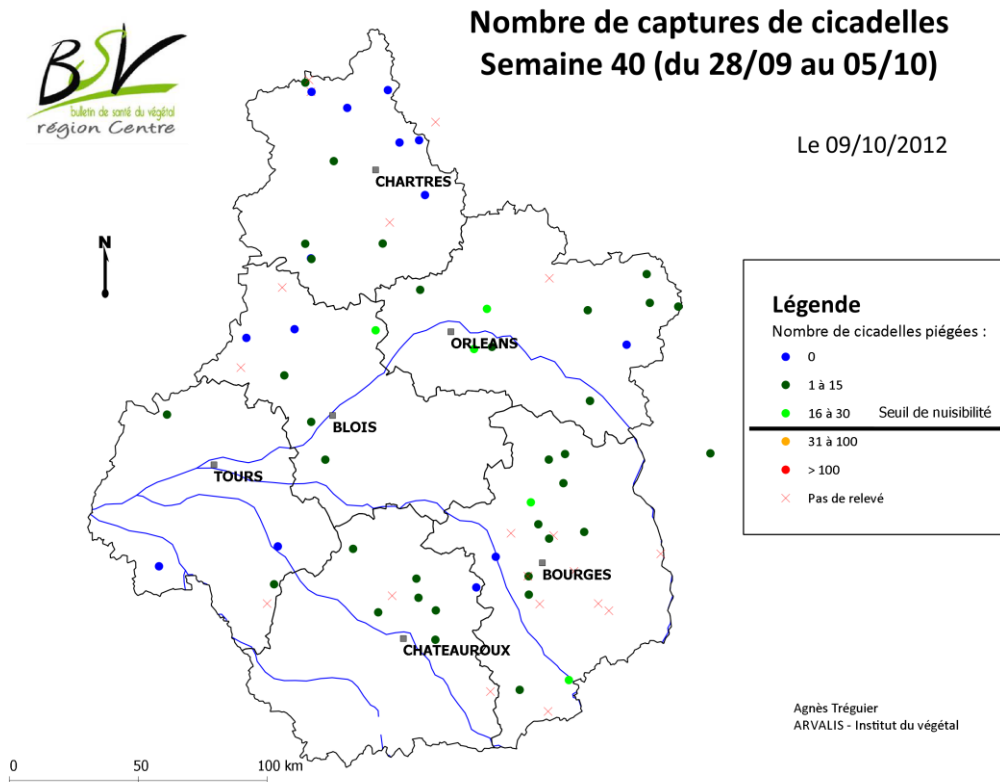 BSV
bulletin de santé du végétal
région Centre
Nombre de captures de cicadelles
Semaine 40 (du 28/09 au 05/10)
Le 09/10/2012
N
CHARTRES
ORLEANS
BLOIS
TOURS
BOURGES
CHATEAUROUX
Légende
Nombre de cicadelles piégées :
0
1 à 15
16 à 30 Seuil de nuisibilité
31 à 100
> 100
Pas de relevé
Agnès Tréguier
ARVALIS - Institut du végétal
0 50 100 km